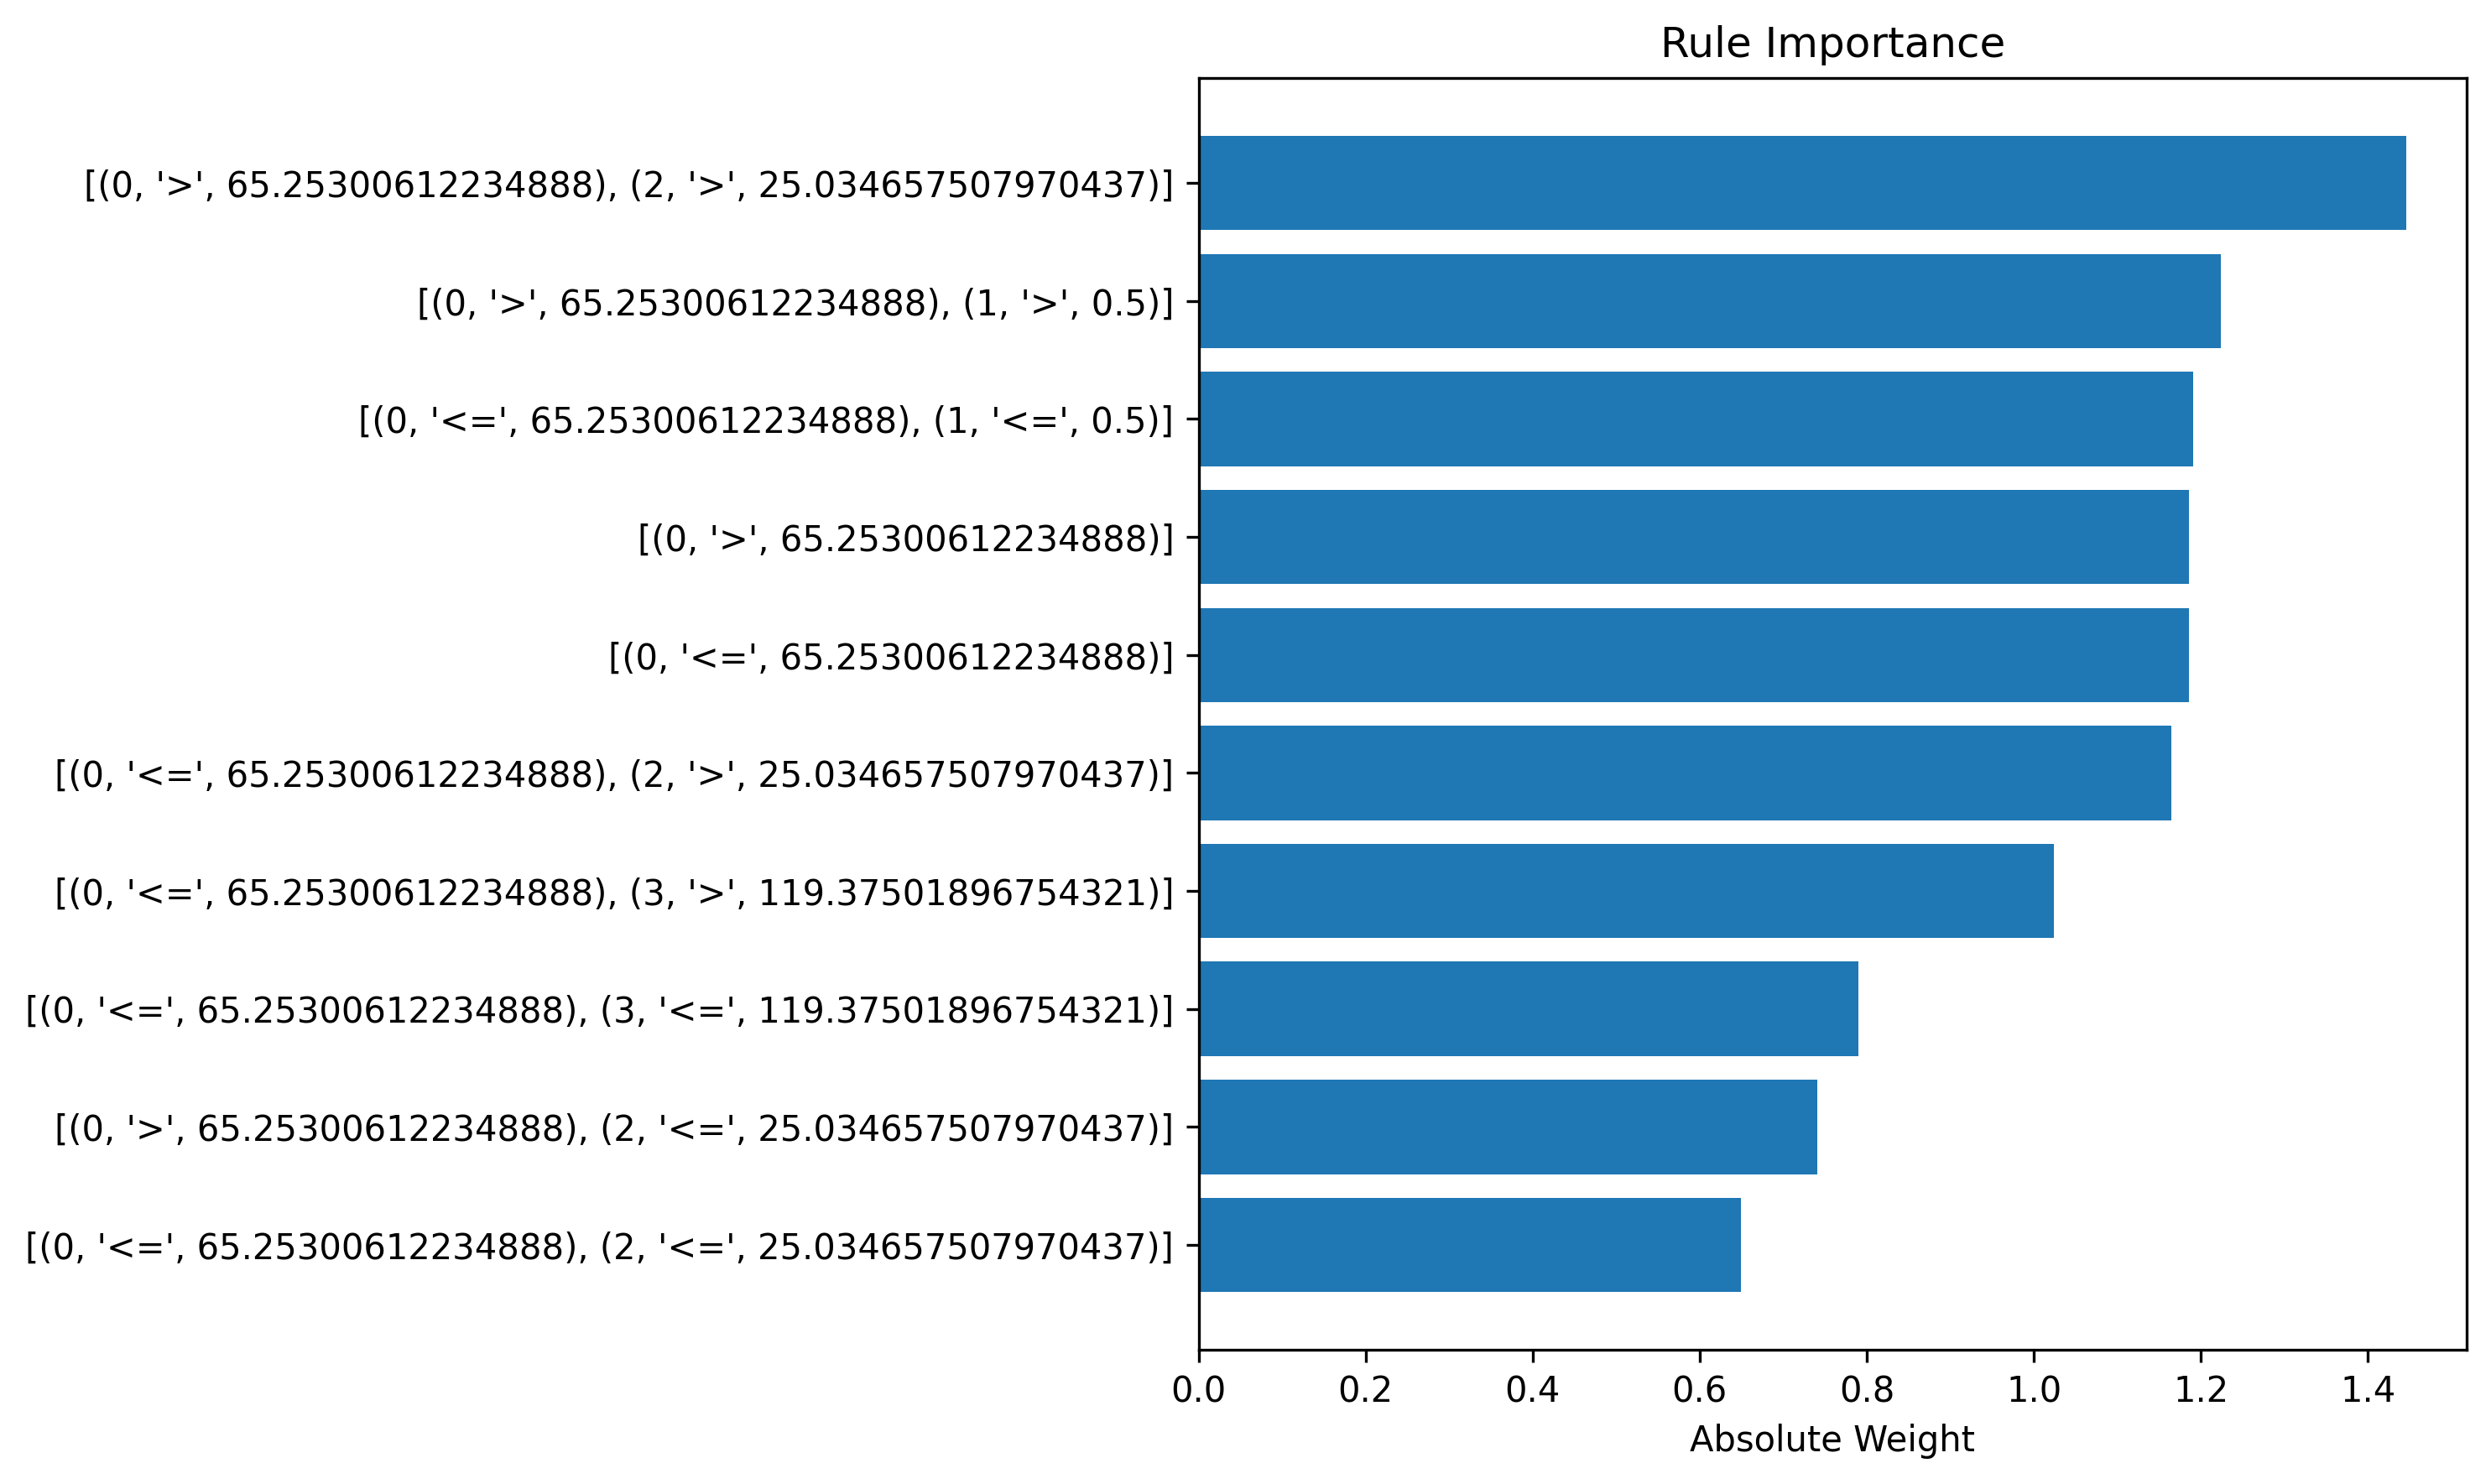 Rule Importance
[(0, '>', 65.25300612234888), (2, '>', 25.034657507970437)]
[(0, '>', 65.25300612234888), (1, '>', 0.5)]
[(0, '<=', 65.25300612234888), (1, '<=', 0.5)]
[(0, '>', 65.25300612234888)]
[(0, '<=', 65.25300612234888)]
[(0, '<=', 65.25300612234888), (2, '>', 25.034657507970437)]
[(0, '<=', 65.25300612234888), (3, '>', 119.37501896754321)]
[(0, '<=', 65.25300612234888), (3, '<=', 119.37501896754321)]
[(0, '>', 65.25300612234888), (2, '<=', 25.034657507970437)]
[(0, '<=', 65.25300612234888), (2, '<=', 25.034657507970437)]
0.0 0.2 0.4 0.6 0.8 1.0 1.2 1.4
Absolute Weight